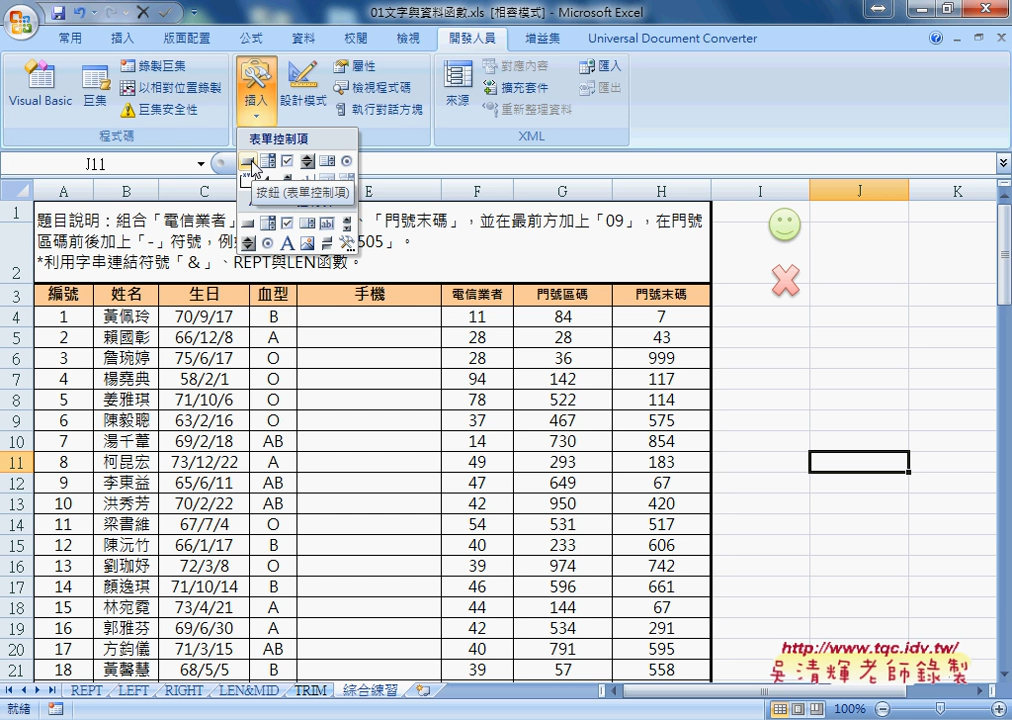 01文字與資料函數.xls [相容模式] - Microsoft Excel
常用 插入 版面配置 公式 資料 校閱 檢視 開發人員 增益集 Universal Document Converter
Visual Basic 巨集 錄製巨集 以相對位置錄製 巨集安全性 程式碼
插入 設計模式 屬性 檢視程式碼 執行對話方塊
來源 對應內容 擴充套件 重新整理資料 匯入 匯出 XML
表單控制項
按鈕 (表單控制項)
J11
A B C E F G H I J K
1 題目說明：組合「電信業者」 、「門號末碼」，並在最前方加上「09」，在門號
區碼前後加上「-」符號，例 505」。
2 *利用字串連結符號「&」、REPT與LEN函數。
3 編號 姓名 生日 血型 手機 電信業者 門號區碼 門號末碼
4 1 黃佩玲 70/9/17 B 11 84 7
5 2 賴國彰 66/12/8 A 28 28 43
6 3 詹琬婷 75/6/17 O 28 36 999
7 4 楊堯典 58/2/1 O 94 142 117
8 5 姜雅琪 71/10/6 O 78 522 114
9 6 陳毅聰 63/2/16 O 37 467 575
10 7 湯千葦 69/2/18 AB 14 730 854
11 8 柯昆宏 73/12/22 A 49 293 183
12 9 李東益 65/6/11 AB 47 649 67
13 10 洪秀芳 70/2/22 AB 42 950 420
14 11 梁書維 67/7/4 O 54 531 517
15 12 陳沅竹 66/1/17 B 40 233 606
16 13 劉珈妤 72/3/8 O 39 974 742
17 14 顏逸琪 71/10/14 B 46 596 661
18 15 林宛霓 73/4/21 A 44 144 67
19 16 郭雅芬 69/6/30 A 42 534 291
20 17 方鈞儀 71/3/15 AB 40 791 595
21 18 黃馨慧 68/5/5 B 39 57 558
http://www.tqc.idv.tw/
吳清輝老師錄製
REPT LEFT RIGHT LEN&MID TRIM 綜合練習
就緒 100%